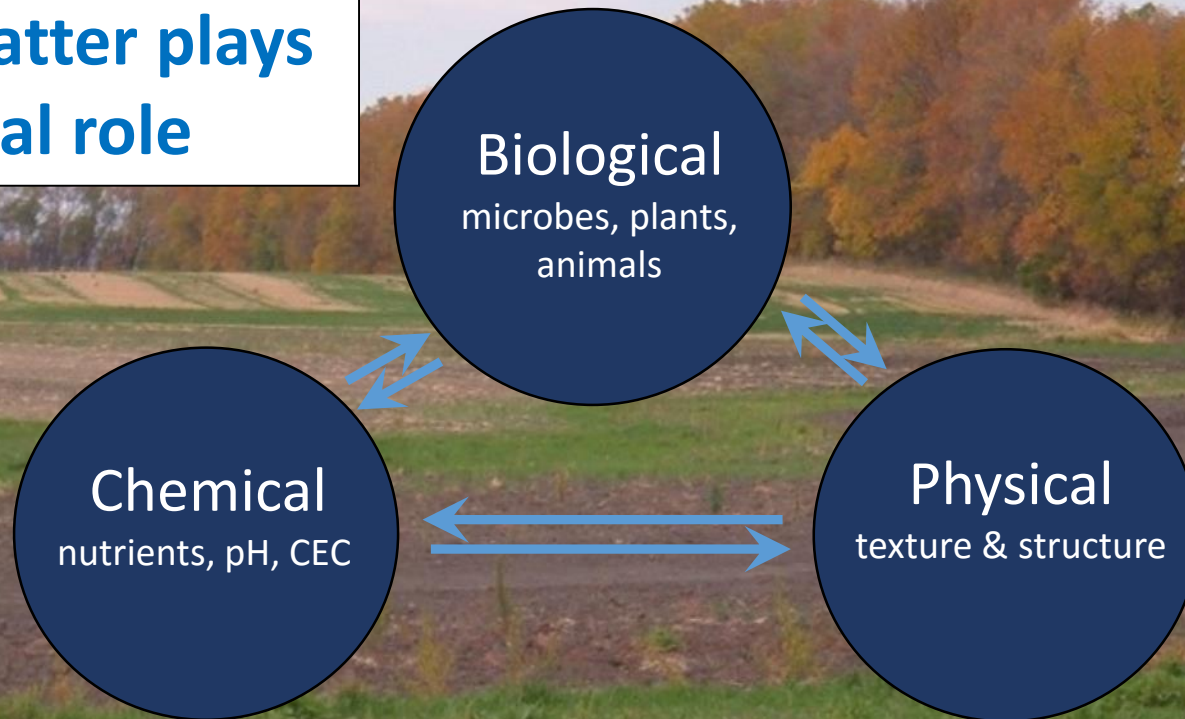 atter plays
al role
Biological
microbes, plants,
animals
Chemical
nutrients, pH, CEC
Physical
texture & structure